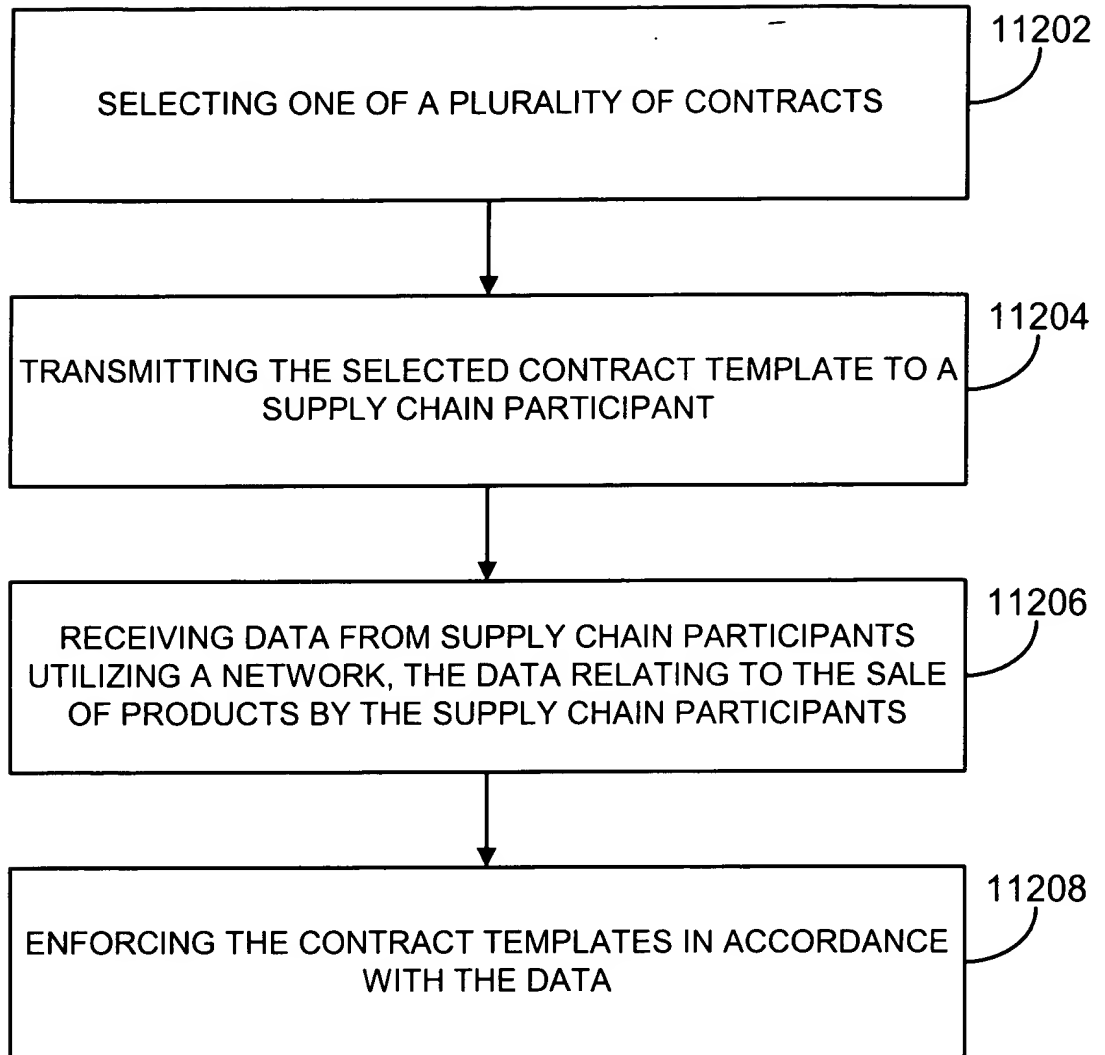 11202
SELECTING ONE OF A PLURALITY OF CONTRACTS
11204
TRANSMITTING THE SELECTED CONTRACT TEMPLATE TO A
SUPPLY CHAIN PARTICIPANT
11206
RECEIVING DATA FROM SUPPLY CHAIN PARTICIPANTS
UTILIZING A NETWORK, THE DATA RELATING TO THE SALE
OF PRODUCTS BY THE SUPPLY CHAIN PARTICIPANTS
11208
ENFORCING THE CONTRACT TEMPLATES IN ACCORDANCE
WITH THE DATA